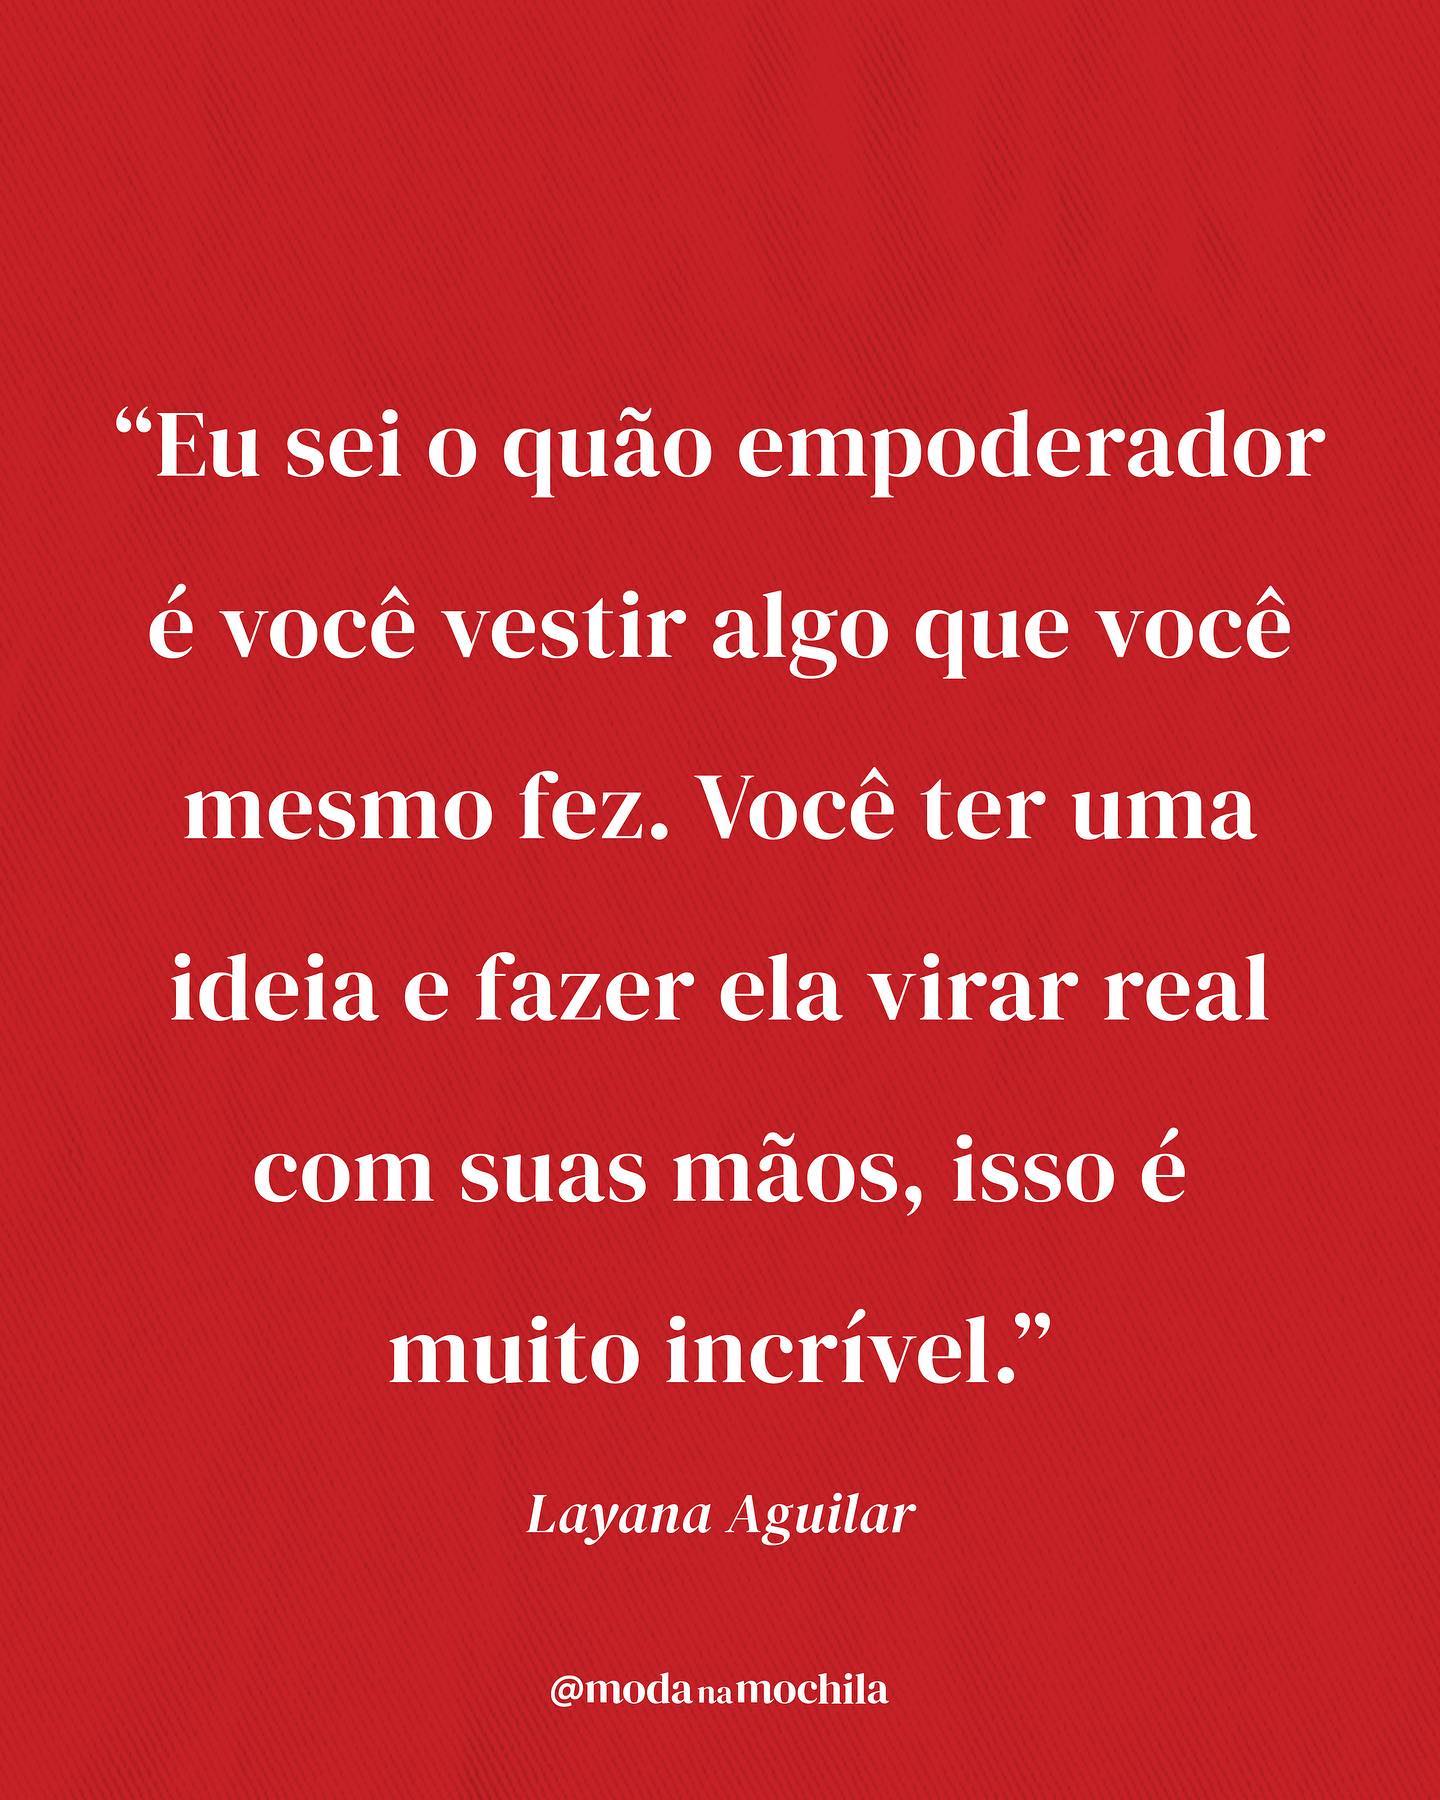 “Eu sei o quão empoderador
é você vestir algo que você
mesmo fez. Você ter uma
ideia e fazer ela virar real
com suas mãos, isso é
muito incrível.”
Layana Aguilar
@modanamochila